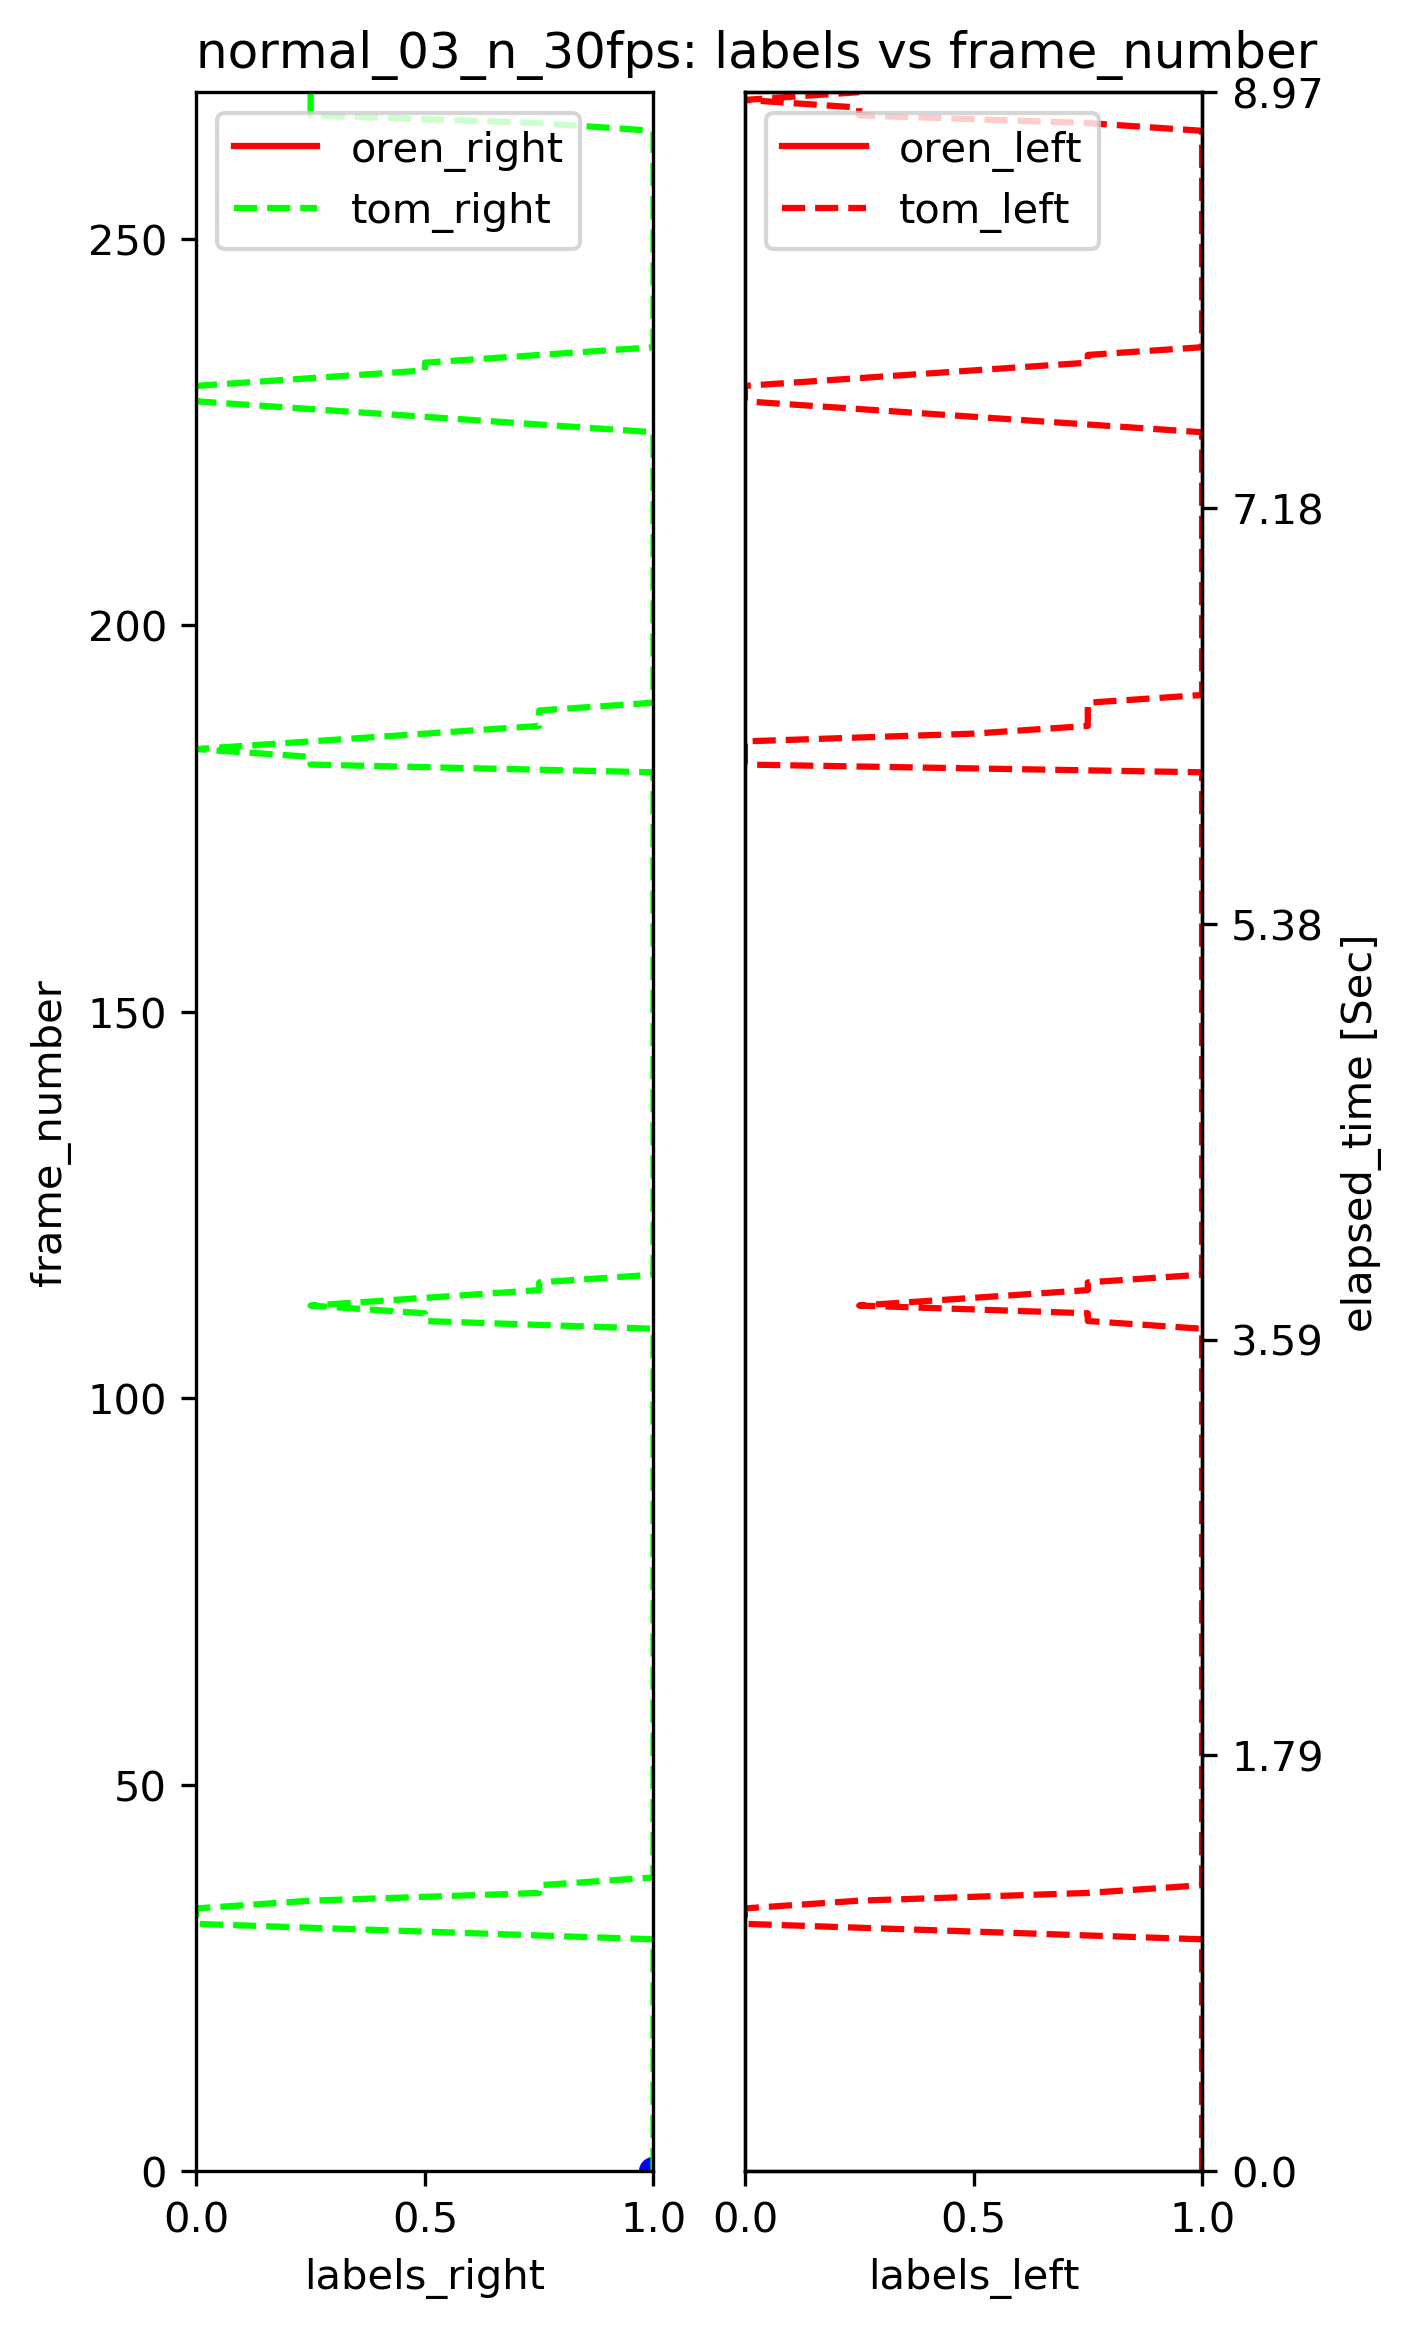 normal_03_n_30fps: labels vs frame_number
oren_right
tom_right
250
200
150
100
50
0
frame_number
0.0 0.5 1.0
labels_right
oren_left
tom_left
8.97
7.18
5.38
3.59
1.79
0.0
elapsed_time [Sec]
0.0 0.5 1.0
labels_left